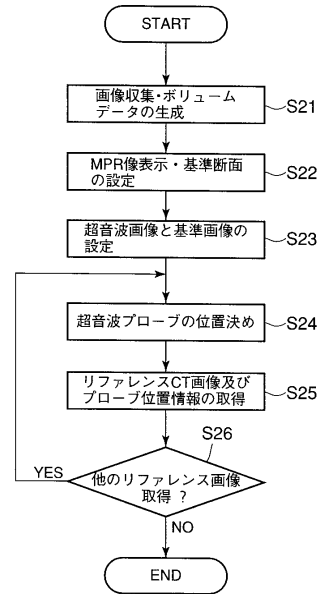 START
画像収集・ボリューム
データの生成
S21
MPR像表示・基準断面
の設定
S22
超音波画像と基準画像の
設定
S23
超音波プローブの位置決め
S24
リファレンスCT画像及び
プローブ位置情報の取得
S25
S26
他のリファレンス画像
取得 ?
YES
NO
END